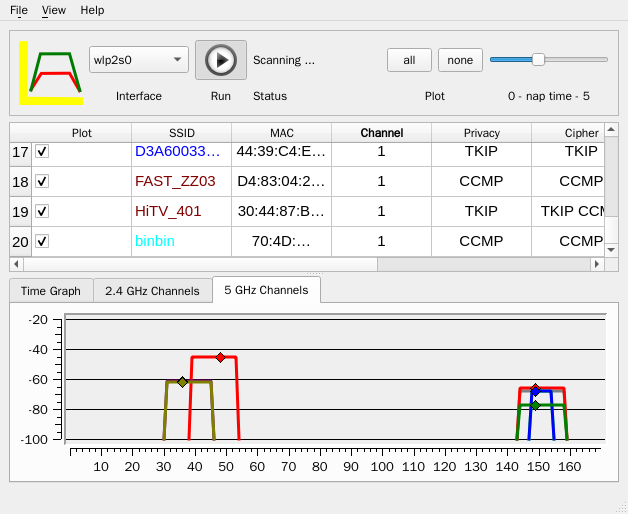 File View Help
wlp2s0 Scanning ... all none
Interface Run Status Plot 0 - nap time - 5
Plot SSID MAC Channel Privacy Cipher
17 D3A60033... 44:39:C4:E... 1 TKIP TKIP
18 FAST_ZZ03 D4:83:04:2... 1 CCMP CCMP
19 HiTV_401 30:44:87:B... 1 TKIP TKIP CCM
20 binbin 70:4D:... 1 CCMP CCMP
Time Graph 2.4 GHz Channels 5 GHz Channels
-20
-40
-60
-80
-100
10 20 30 40 50 60 70 80 90 100 110 120 130 140 150 160